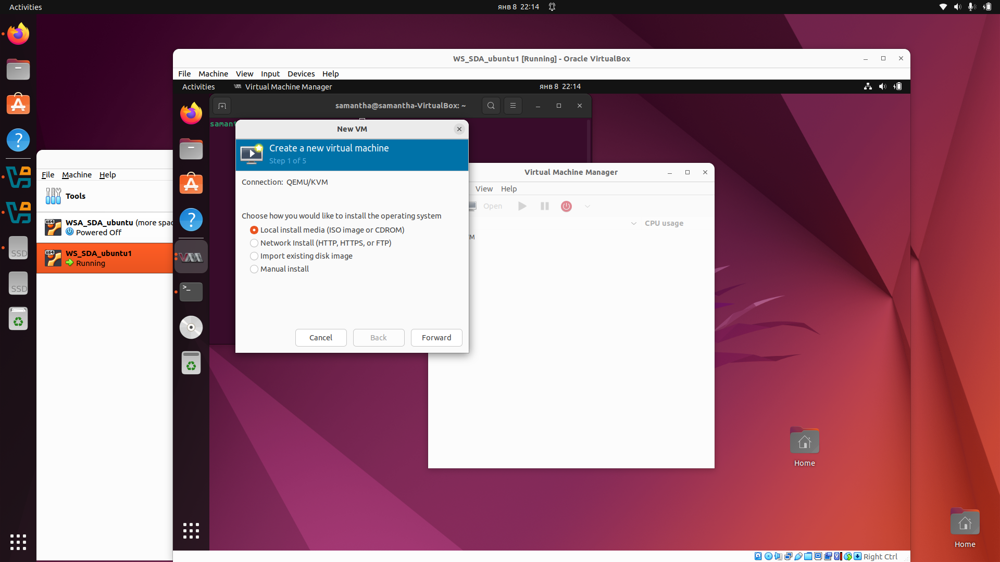 Activities
янв 8 22:14
WS_SDA_ubuntu1 [Running] - Oracle VirtualBox
File Machine View Input Devices Help
Activities Virtual Machine Manager янв 8 22:14
samantha@samantha-VirtualBox: ~
samant
New VM
Create a new virtual machine
Step 1 of 5
Connection: QEMU/KVM
Choose how you would like to install the operating system
Local install media (ISO image or CDROM)
Network Install (HTTP, HTTPS, or FTP)
Import existing disk image
Manual install
Cancel Back Forward
Virtual Machine Manager
View Help
Open
CPU usage
VM
File Machine Help
Tools
x64
WSA_SDA_ubuntu (more spac
Powered Off
x64
WS_SDA_ubuntu1
Running
SSD
SSD
Home
Home
Right Ctrl